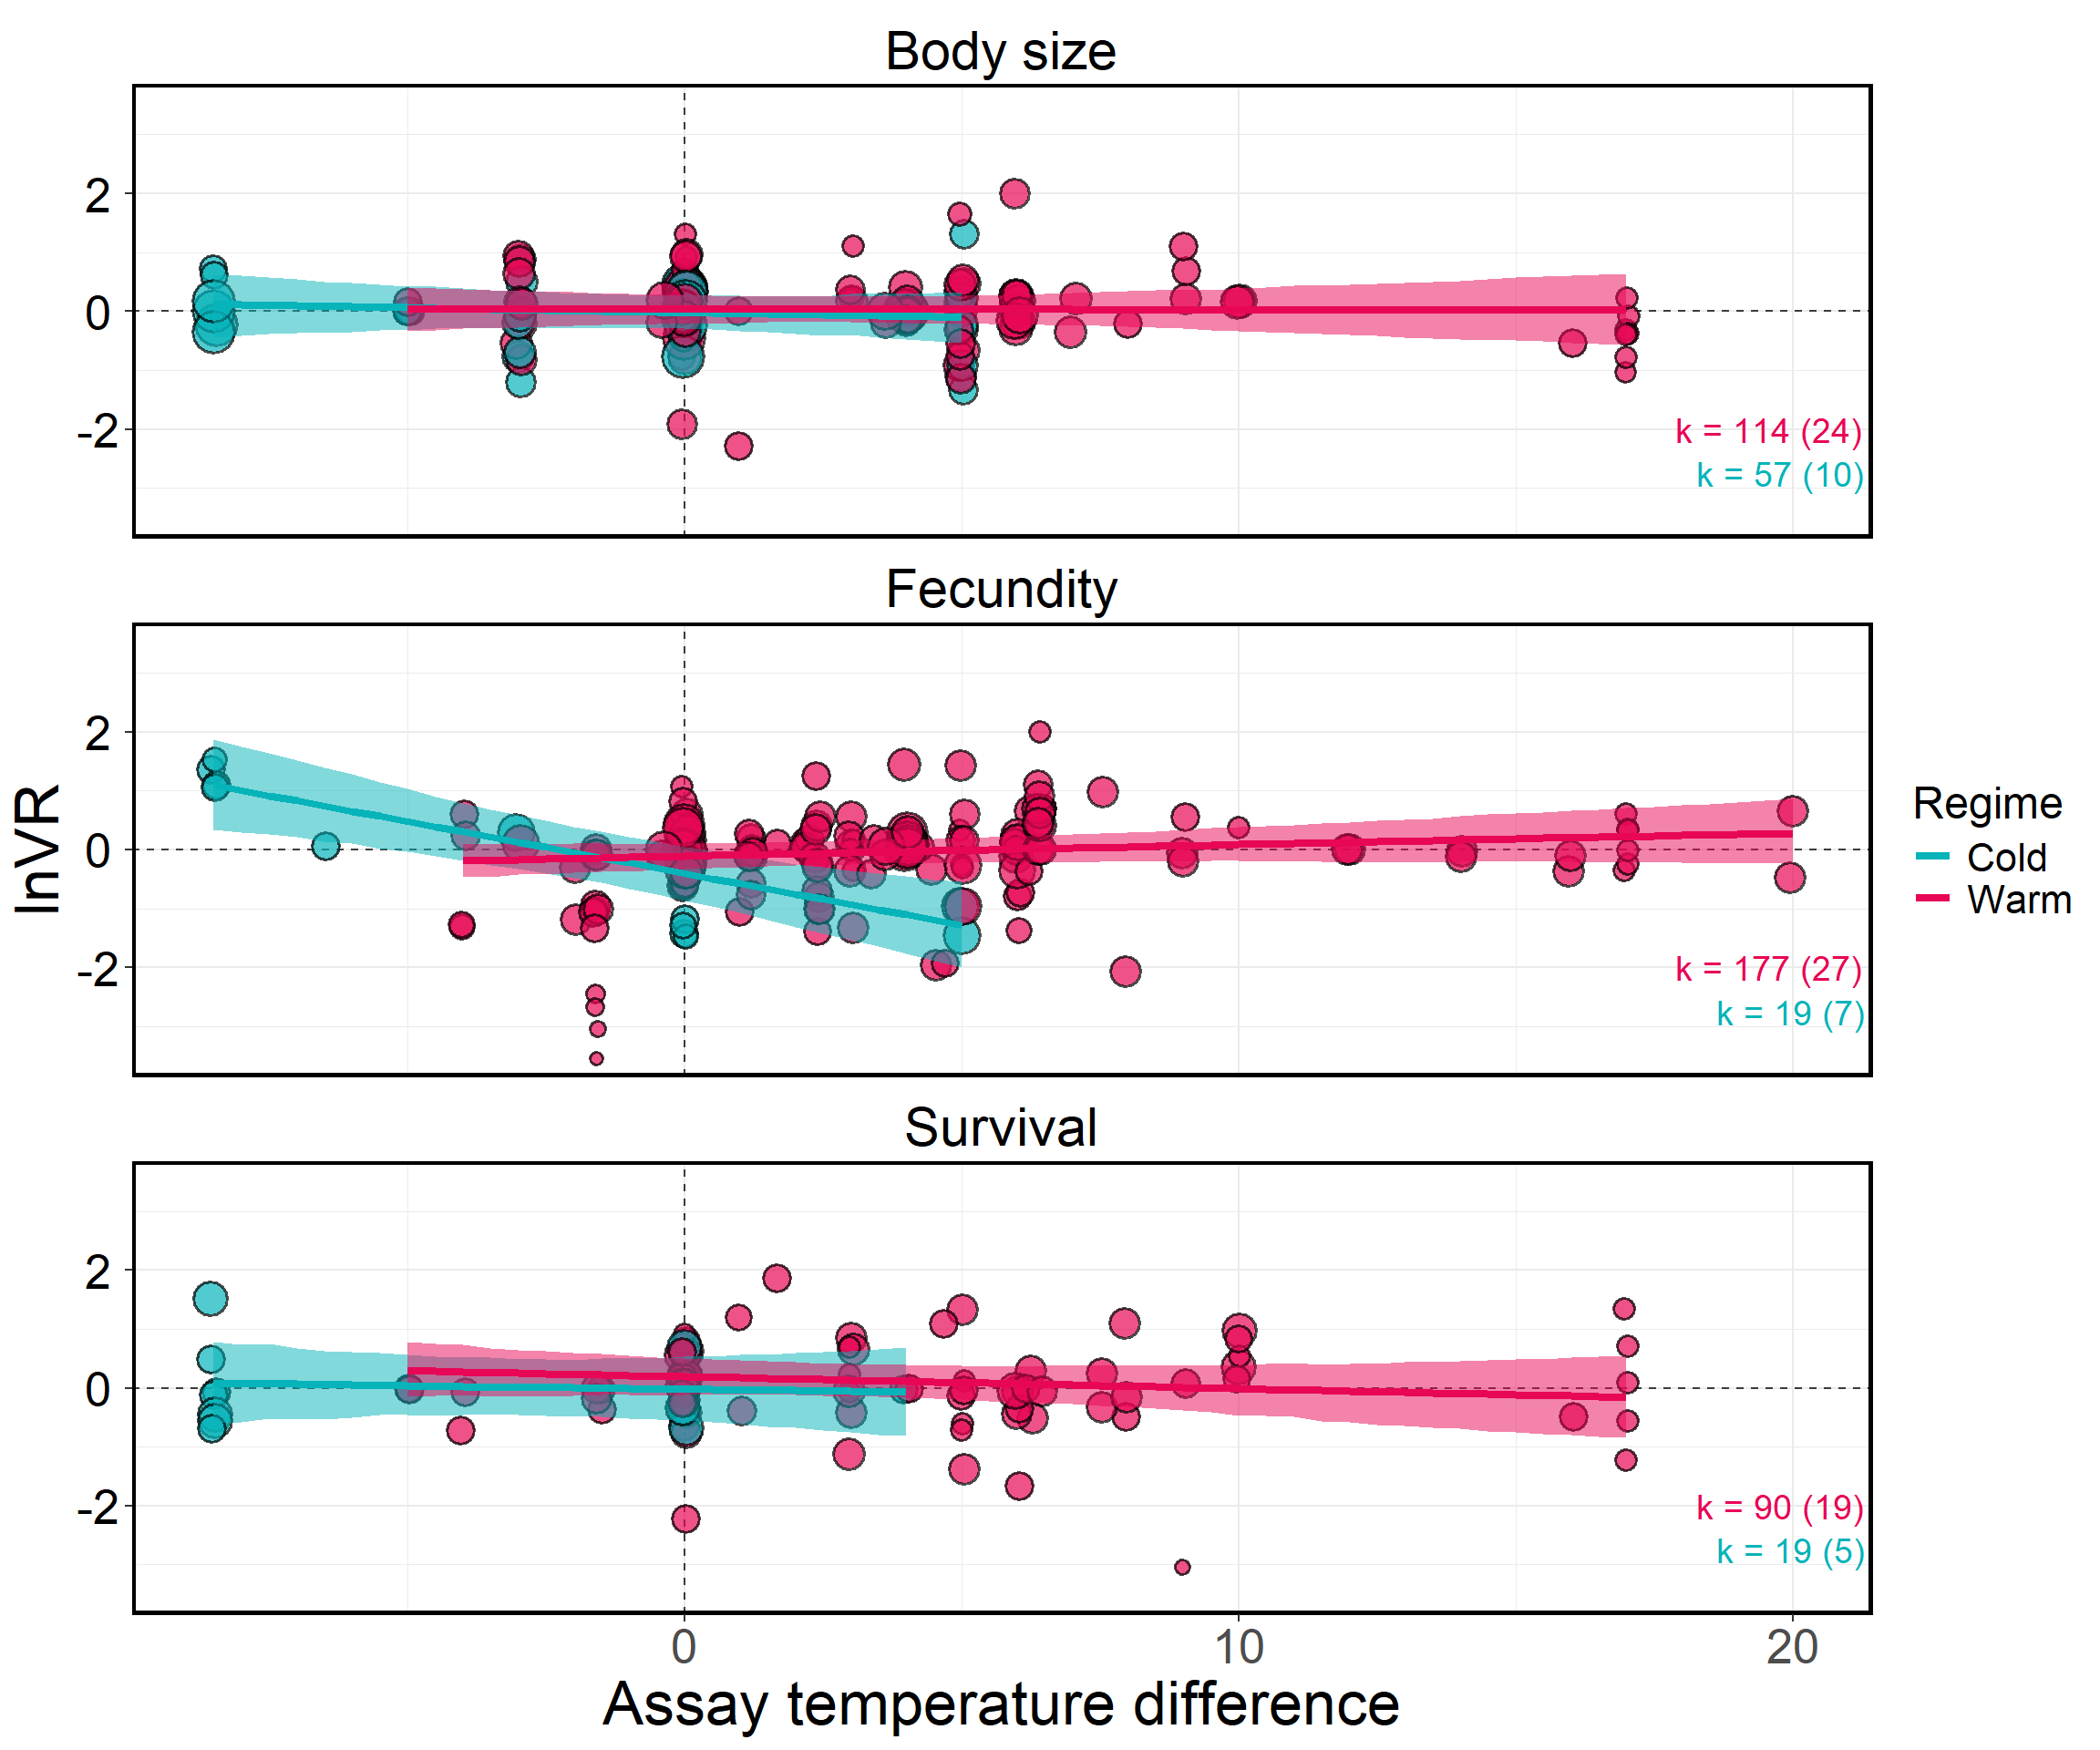 Body size
2
0
-2
k = 114 (24)
k = 57 (10)
Fecundity
2
0
-2
k = 177 (27)
k = 19 (7)
lnVR
Regime
Cold
Warm
Survival
2
0
-2
k = 90 (19)
k = 19 (5)
0 10 20
Assay temperature difference